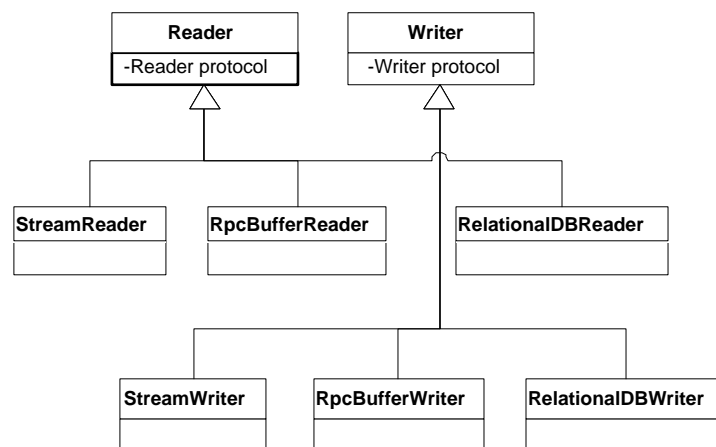 Reader
-Reader protocol
Writer
-Writer protocol
StreamReader
RpcBufferReader
RelationalDBReader
StreamWriter
RpcBufferWriter
RelationalDBWriter